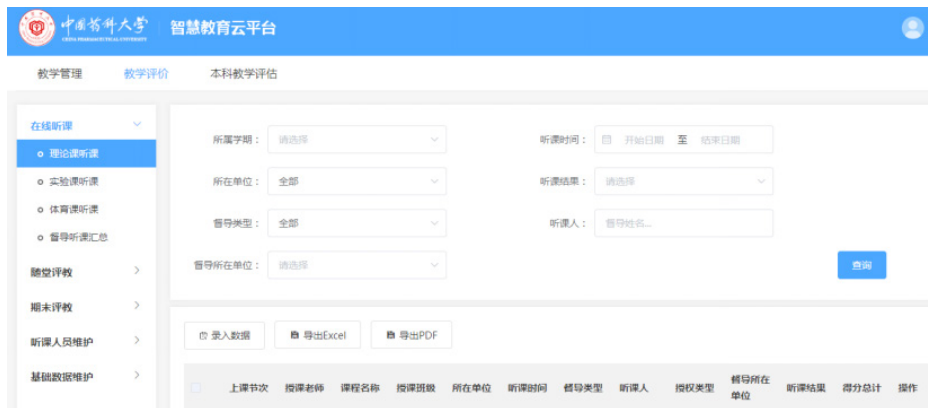 中国药科大学 智慧教育云平台
CHINA PHARMACEUTICAL UNIVERSITY
教学管理 教学评价 本科教学评估
在线听课
理论课听课
实验课听课
体育课听课
督导听课汇总
随堂评教
期末评教
听课人员维护
基础数据维护
所属学期： 请选择 听课时间： 开始日期 至 结束日期
所在单位： 全部 听课结果： 请选择
督导类型： 全部 听课人： 督导姓名...
督导所在单位： 请选择 查询
录入数据 导出Excel 导出PDF
上课节次 授课老师 课程名称 授课班级 所在单位 听课时间 督导类型 听课人 授权类型 督导所在单位 听课结果 得分总计 操作